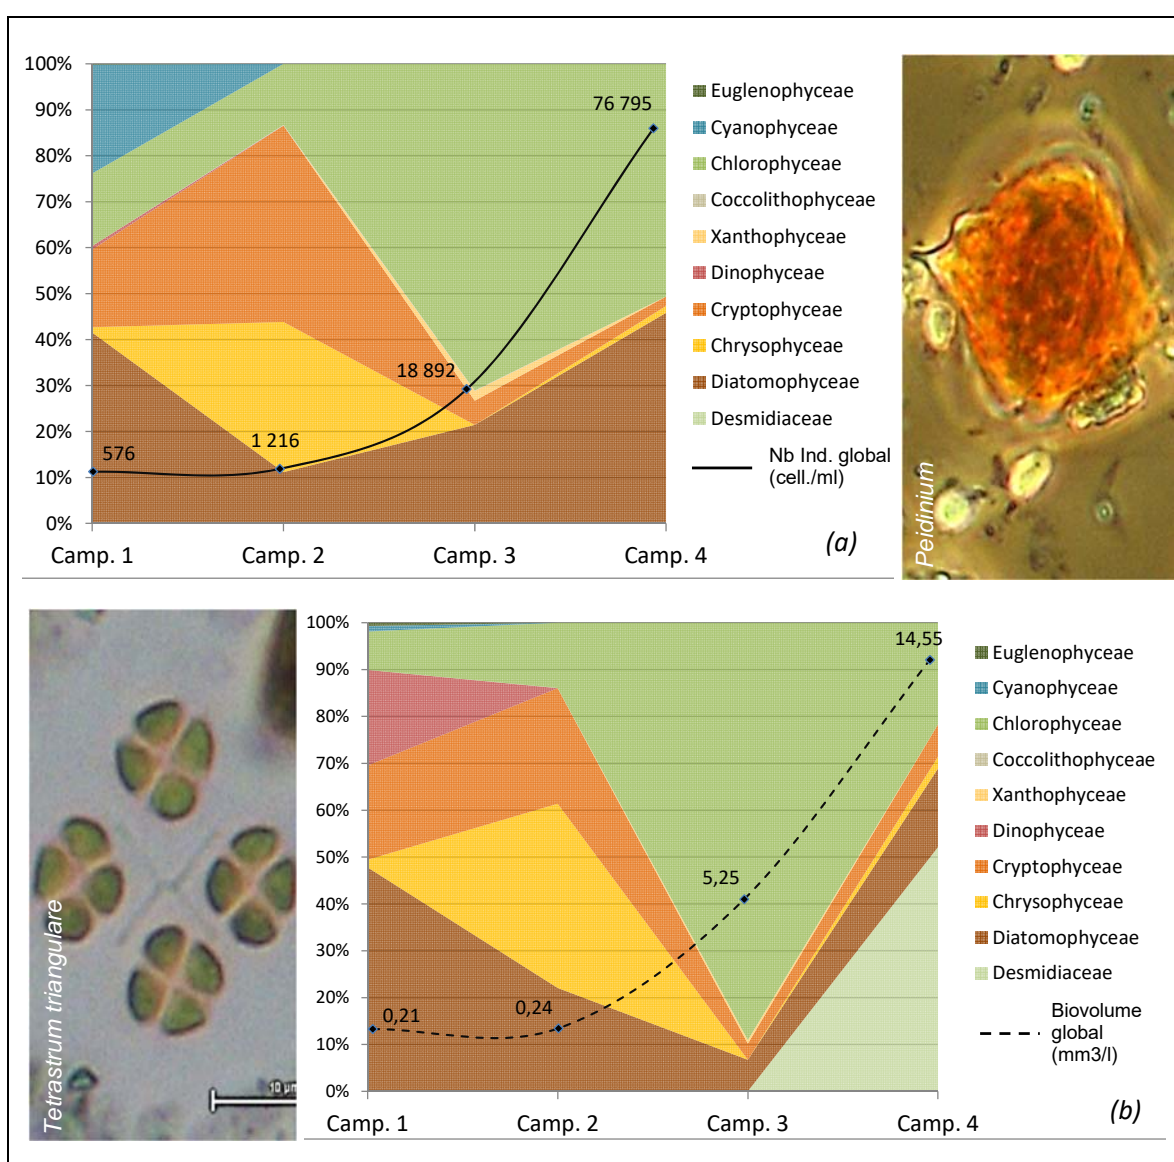 100%
90%
80%
70%
60%
50%
40%
30%
20%
10%
0%
576
1 216
18 892
76 795
Camp. 1
Camp. 2
Camp. 3
Camp. 4
(a)
Euglenophyceae
Cyanophyceae
Chlorophyceae
Coccolithophyceae
Xanthophyceae
Dinophyceae
Cryptophyceae
Chrysophyceae
Diatomophyceae
Desmidiaceae
Nb Ind. global
(cell./ml)
Peidinium
Tetrastrum triangulare
10 µm
100%
90%
80%
70%
60%
50%
40%
30%
20%
10%
0%
0,21
0,24
5,25
14,55
Camp. 1
Camp. 2
Camp. 3
Camp. 4
Euglenophyceae
Cyanophyceae
Chlorophyceae
Coccolithophyceae
Xanthophyceae
Dinophyceae
Cryptophyceae
Chrysophyceae
Diatomophyceae
Desmidiaceae
Biovolume
global
(mm3/l)
(b)